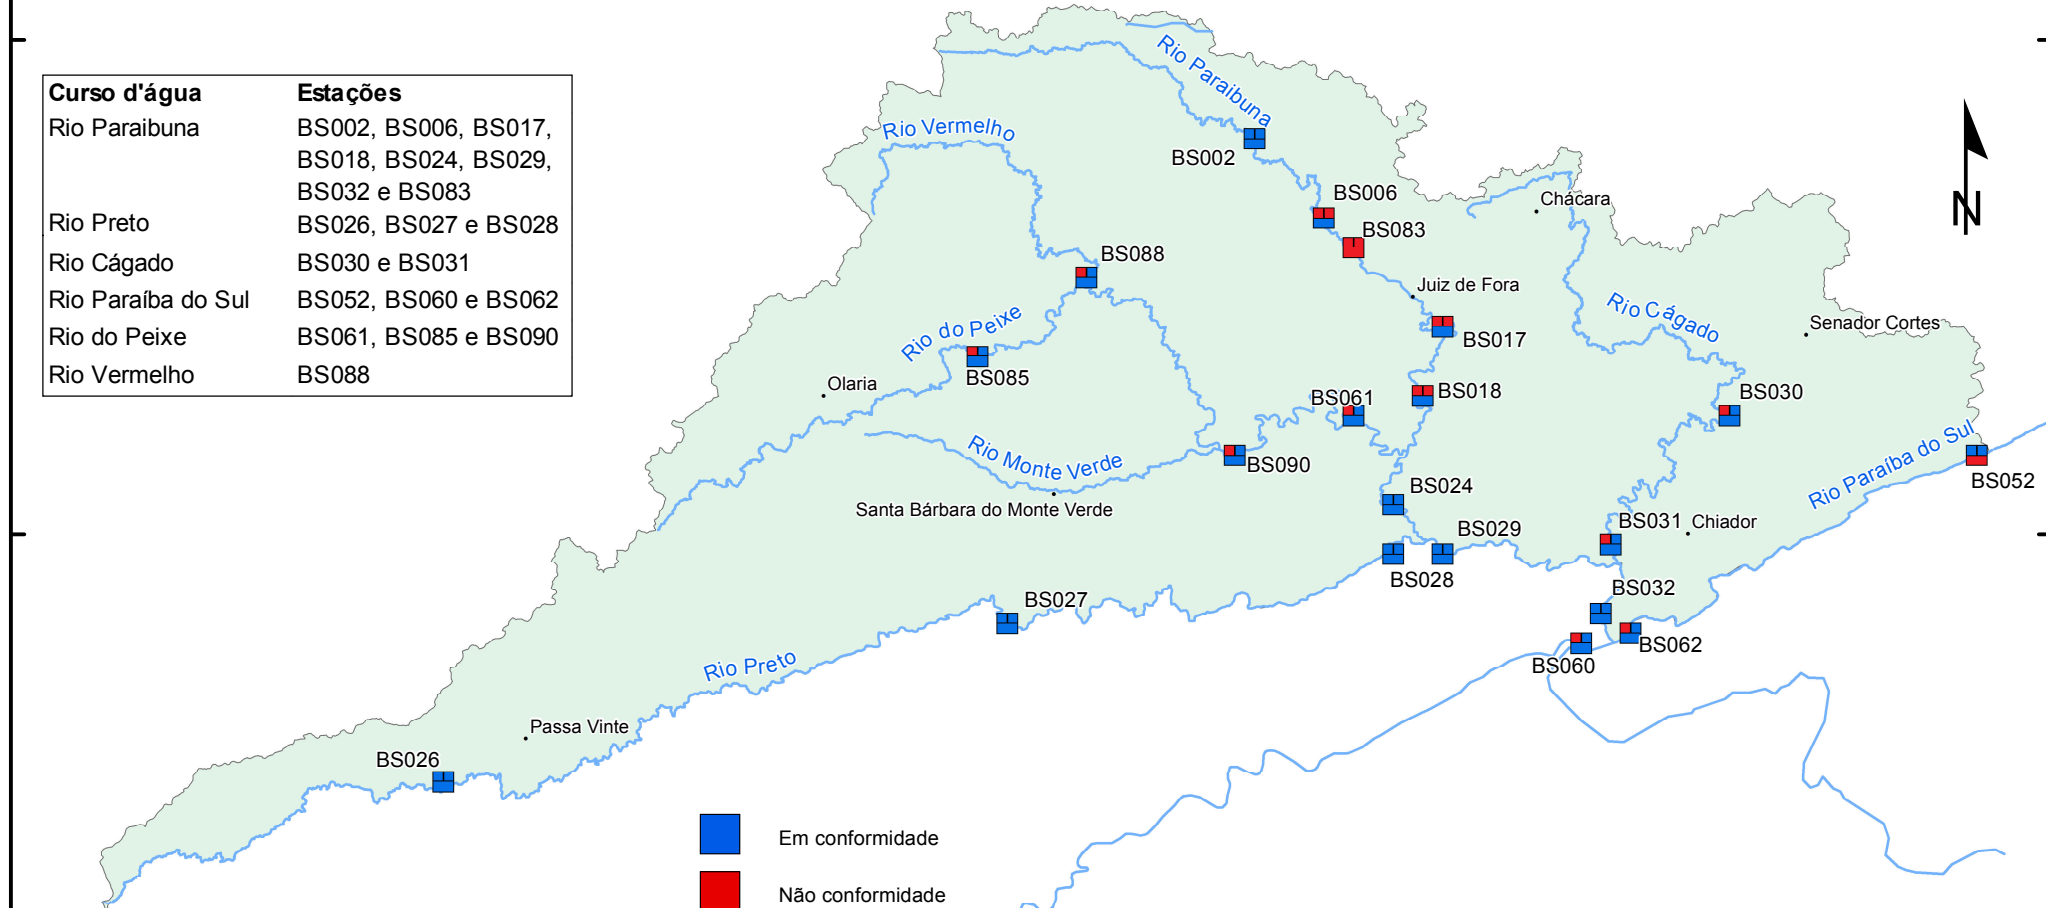 Curso d'água Estações
Rio Paraibuna BS002, BS006, BS017,
BS018, BS024, BS029,
BS032 e BS083
Rio Preto BS026, BS027 e BS028
Rio Cágado BS030 e BS031
Rio Paraíba do Sul BS052, BS060 e BS062
Rio do Peixe BS061, BS085 e BS090
Rio Vermelho BS088
Rio Paraibuna
Rio Vermelho
BS002
BS006
Chácara
N
BS083
BS088
Juiz de Fora
Rio Cágado
Rio do Peixe
Senador Cortes
BS017
BS085
Olaria
BS061
BS018
BS030
Rio Monte Verde
BS090
Rio Paraíba do Sul
BS052
BS024
Santa Bárbara do Monte Verde
BS029
BS031
Chiador
BS028
BS032
BS027
BS062
BS060
Rio Preto
Passa Vinte
BS026
Em conformidade
Não conformidade